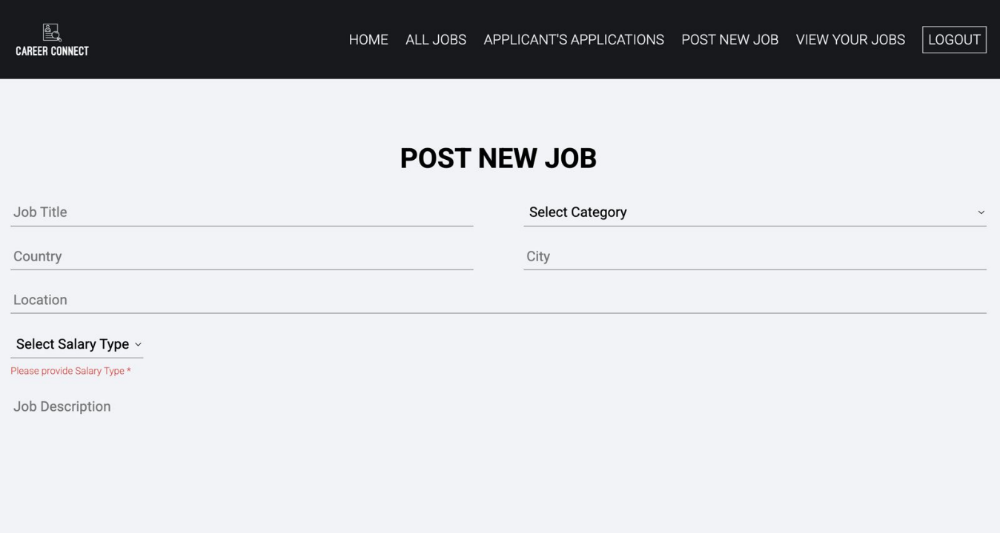 CAREER CONNECT
HOME ALL JOBS APPLICANT'S APPLICATIONS POST NEW JOB VIEW YOUR JOBS LOGOUT
POST NEW JOB
Job Title Select Category
Country City
Location
Select Salary Type
Please provide Salary Type *
Job Description